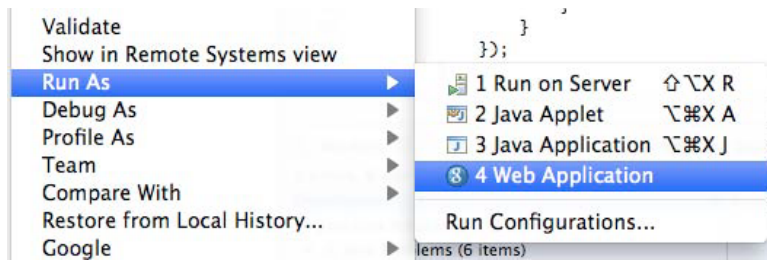 }
Validate
}
Show in Remote Systems view
});
Run As
1 Run on Server ⇧⌥X R
Debug As
2 Java Applet ⌥⌘X A
Profile As
3 Java Application ⌥⌘X J
Team
4 Web Application
Compare With
Restore from Local History...
Run Configurations...
Google
lems (6 items)